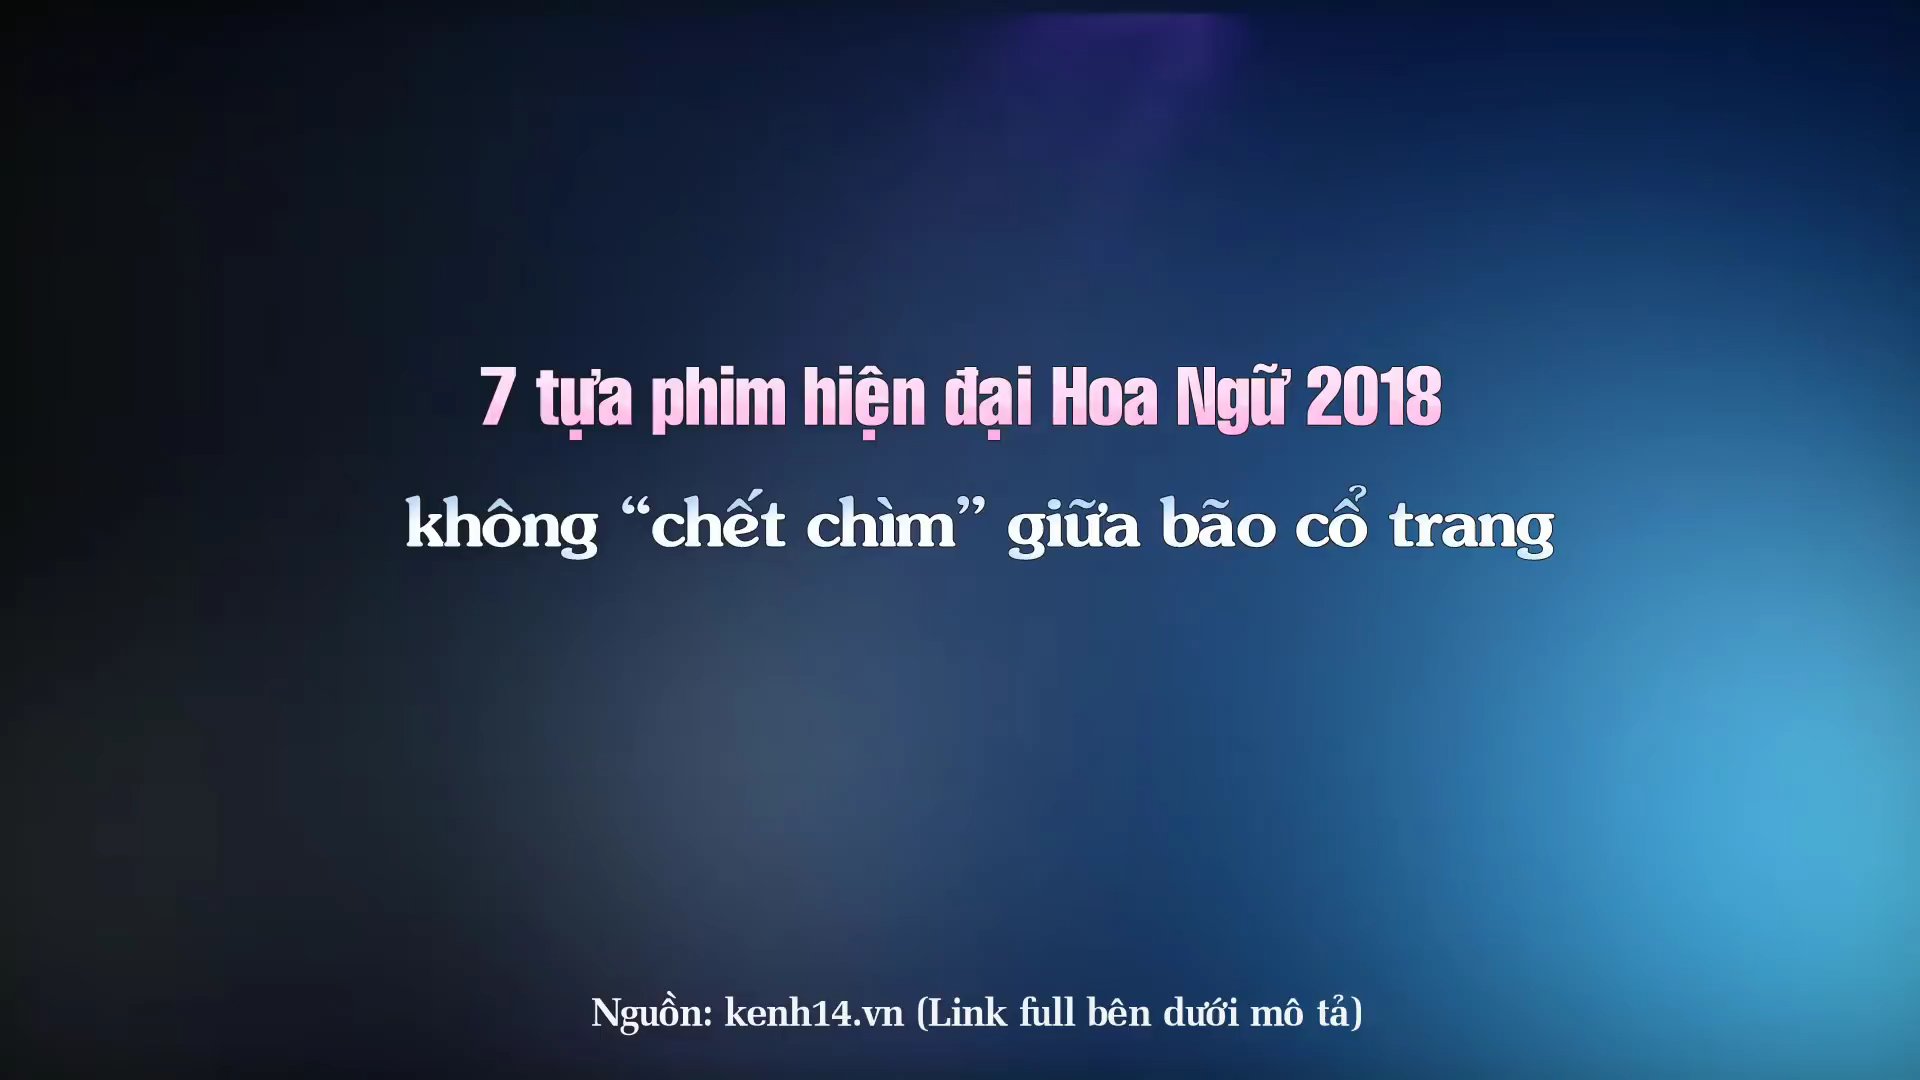 7 tựa phim hiện đại Hoa Ngữ 2018
không “chết chìm” giữa bão cổ trang
Nguồn: kenh14.vn (Link full bên dưới mô tả)